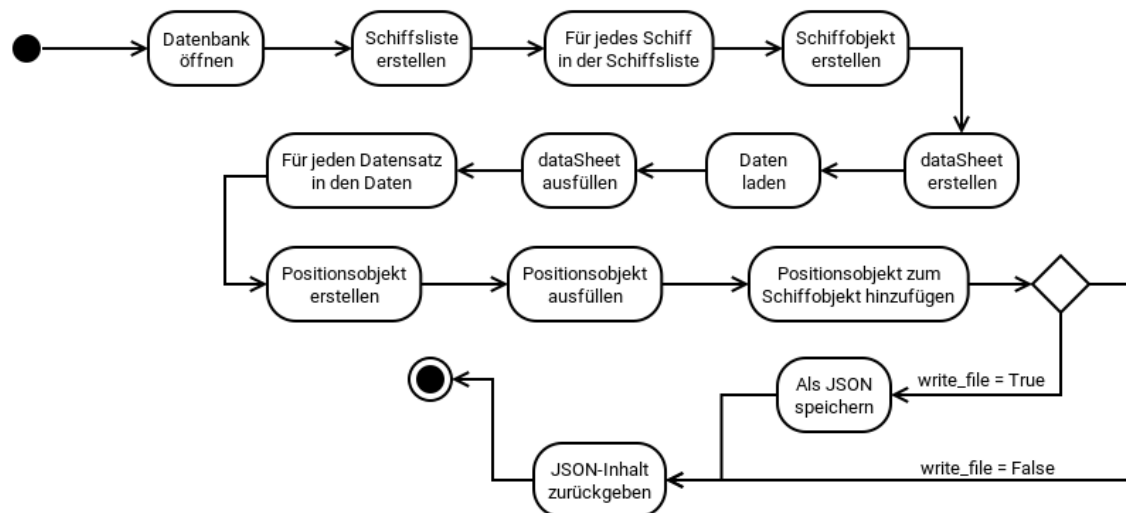 Datenbank
öffnen
Schiffsliste
erstellen
Für jedes Schiff
in der Schiffsliste
Schiffobjekt
erstellen
dataSheet
erstellen
Daten
laden
dataSheet
ausfüllen
Für jeden Datensatz
in den Daten
Positionsobjekt
erstellen
Positionsobjekt
ausfüllen
Positionsobjekt zum
Schiffobjekt hinzufügen
write_file = True
Als JSON
speichern
write_file = False
JSON-Inhalt
zurückgeben